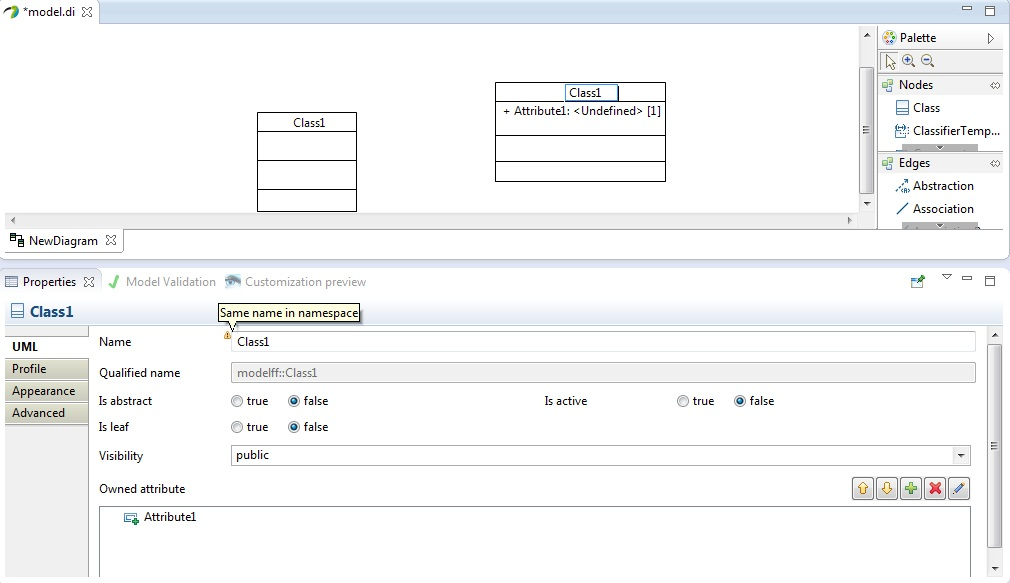 *model.di
Class1
Class1
+ Attribute1: <Undefined> [1]
Palette
Nodes
Class
ClassifierTemp...
Edges
Abstraction
Association
NewDiagram
Properties
Model Validation
Customization preview
Class1
Same name in namespace
UML
Profile
Appearance
Advanced
Name
Class1
Qualified name
modelff::Class1
Is abstract
true
false
Is active
true
false
Is leaf
true
false
Visibility
public
Owned attribute
Attribute1